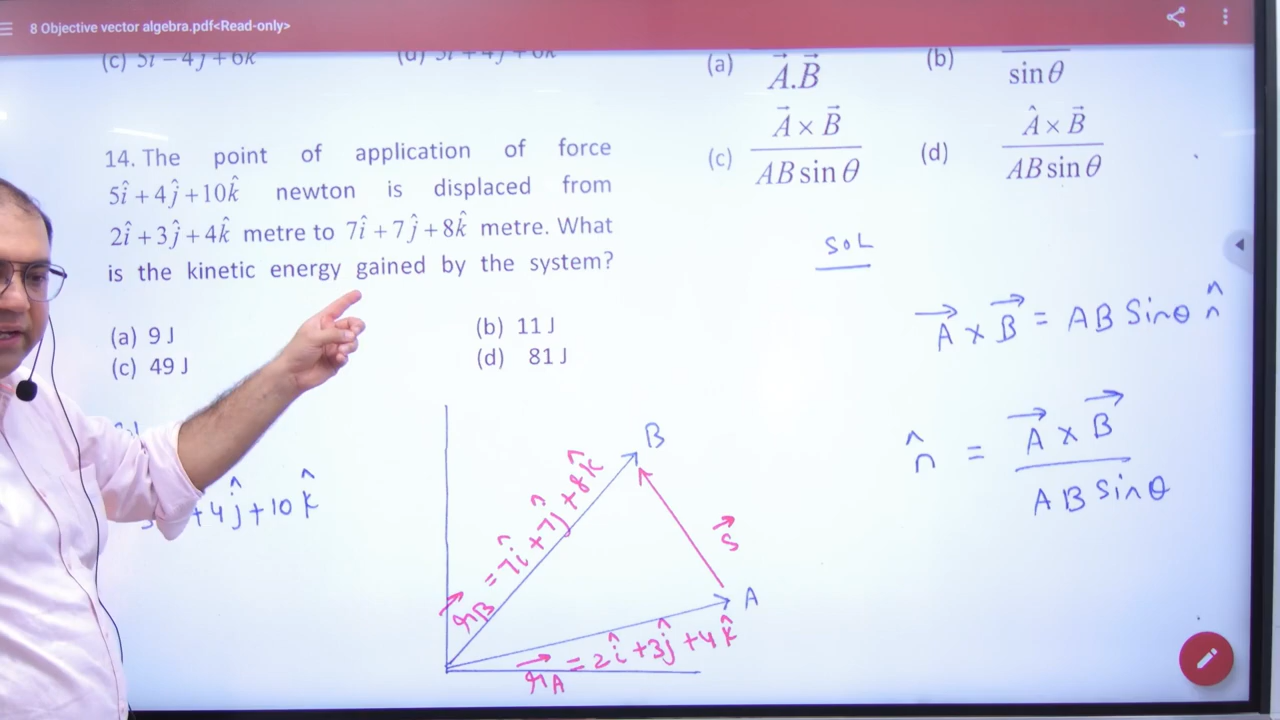 8 Objective vector algebra.pdf<Read-only>
(c) 5i − 4j + 6k
14. The point of application of force
5î + 4ĵ + 10k̂ newton is displaced from
2î + 3ĵ + 4k̂ metre to 7î + 7ĵ + 8k̂ metre. What
is the kinetic energy gained by the system?
(a) 9 J (b) 11 J
(c) 49 J (d) 81 J
+4ĵ+10k̂
B
r⃗B = 7î+7ĵ+8k̂
S⃗
A
r⃗A = 2î+3ĵ+4k̂
(a) A⃗.B⃗ (b) sinθ
(c) A⃗ × B⃗ / AB sinθ (d) Â × B⃗ / AB sinθ
SOL
A⃗ × B⃗ = AB Sinθ n̂
n̂ = A⃗ × B⃗ / AB Sinθ